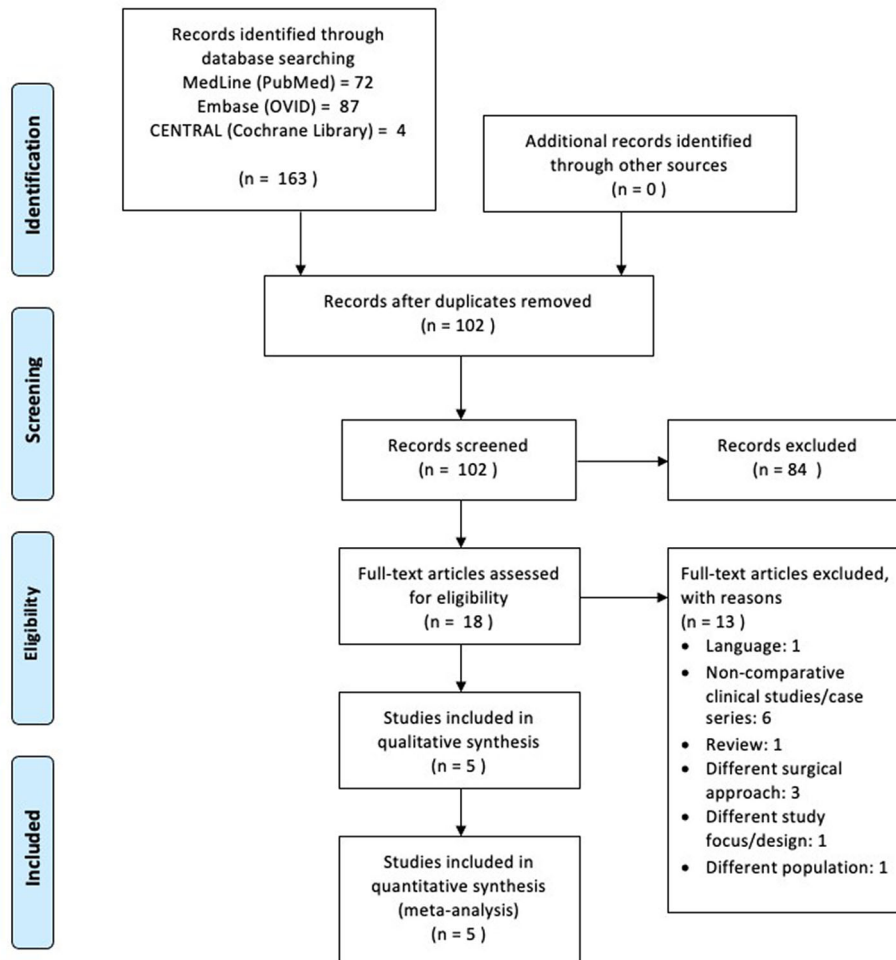 Identification
Records identified through
database searching
MedLine (PubMed) = 72
Embase (OVID) = 87
CENTRAL (Cochrane Library) = 4
(n = 163 )
Additional records identified
through other sources
(n = 0 )
Records after duplicates removed
(n = 102 )
Screening
Records screened
(n = 102 )
Records excluded
(n = 84 )
Eligibility
Full-text articles assessed
for eligibility
(n = 18 )
Full-text articles excluded,
with reasons
(n = 13 )
• Language: 1
• Non-comparative
clinical studies/case
series: 6
• Review: 1
• Different surgical
approach: 3
• Different study
focus/design: 1
• Different population: 1
Studies included in
qualitative synthesis
(n = 5 )
Included
Studies included in
quantitative synthesis
(meta-analysis)
(n = 5 )